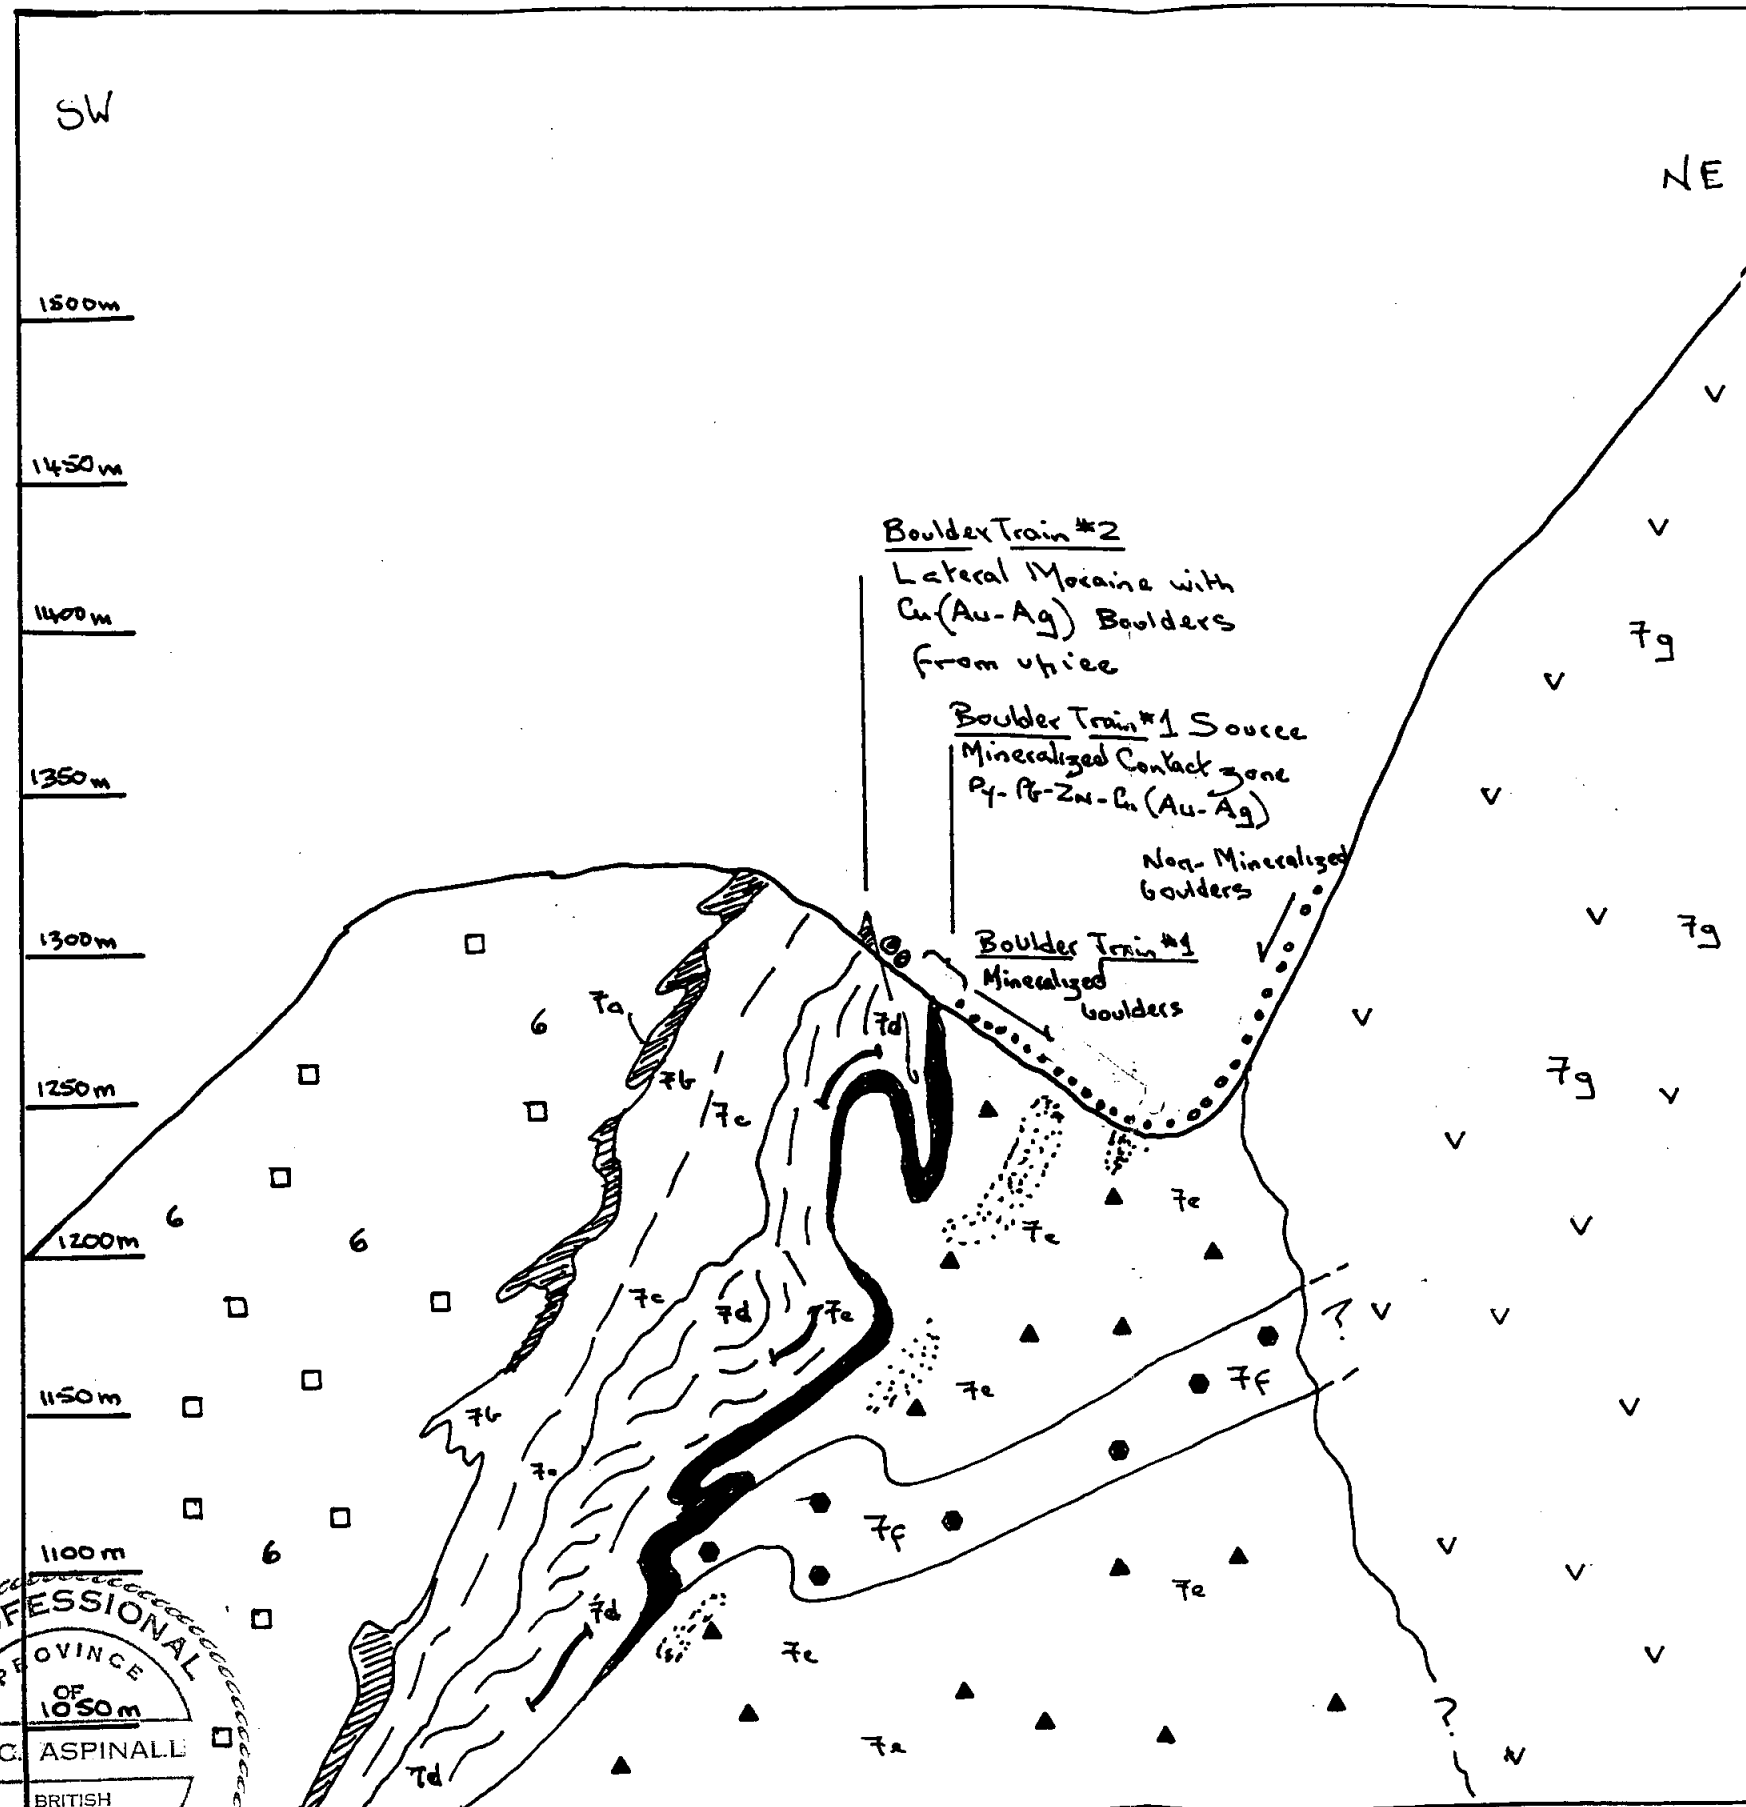 SW
NE
1500m
1450m
Boulder Train #2
Lateral Moraine with
Cu (Au-Ag) Boulders
from upice
1400m
7g
Boulder Train #1 Source
Mineralized Contact zone
Py-Pb-Zn-Cu (Au-Ag)
1350m
Non-Mineralized
boulders
7g
1300m
Boulder Train #1
Mineralized
boulders
7a
6
7d
7b
7g
1250m
7c
7e
6
6
1200m
7e
7c
7d
7e
?
7e
7f
1150m
7b
7c
7f
1100m
6
7e
7d
PROFESSIONAL
PROVINCE
OF
7e
1050m
?
C. ASPINALL
7e
7d
BRITISH